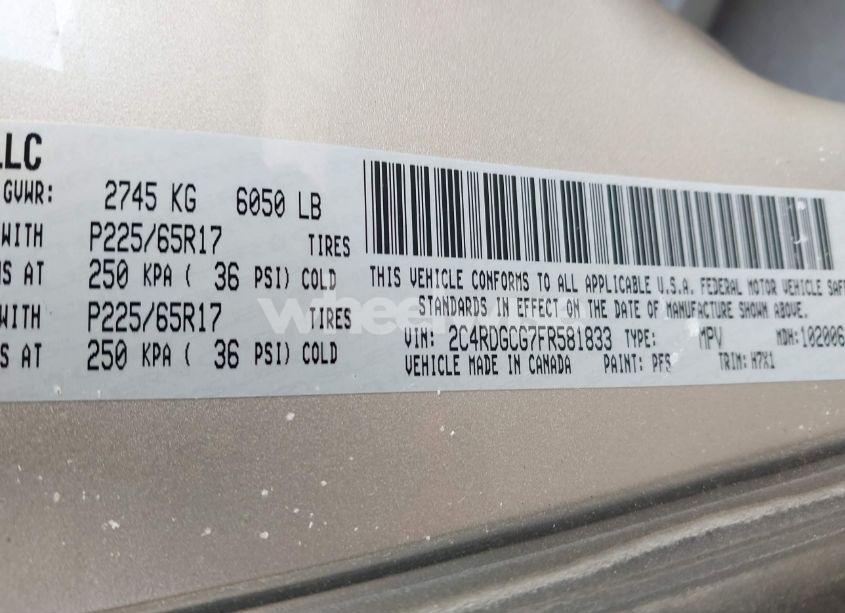 LLC
GVWR: 2745 KG 6050 LB
WITH P225/65R17 TIRES
AT 250 KPA ( 36 PSI) COLD
WITH P225/65R17 TIRES
AT 250 KPA ( 36 PSI) COLD
THIS VEHICLE CONFORMS TO ALL APPLICABLE U.S.A. FEDERAL MOTOR VEHICLE SAFE
STANDARDS IN EFFECT ON THE DATE OF MANUFACTURE SHOWN ABOVE.
VIN: 2C4RDGCG7FR581833 TYPE: MPV MDH:102006
VEHICLE MADE IN CANADA PAINT: PFS TRIM: H7X1